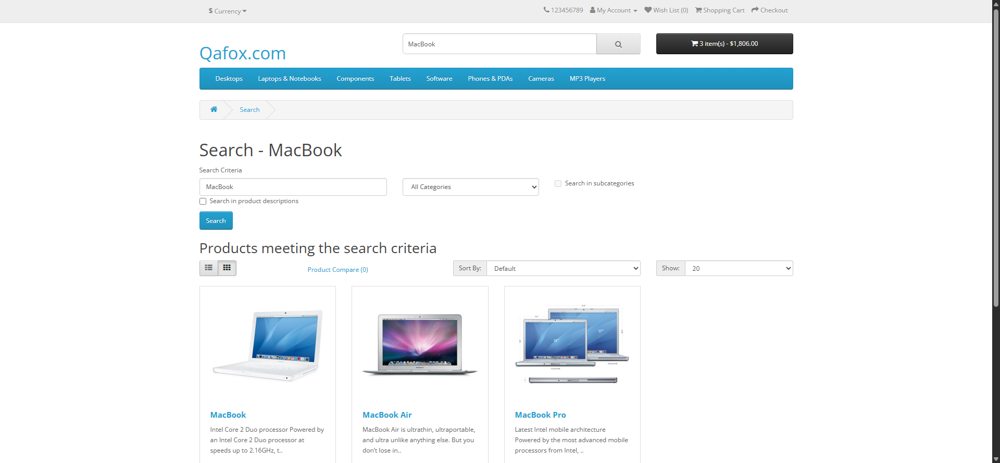 $ Currency
123456789 My Account Wish List (0) Shopping Cart Checkout
Qafox.com
MacBook
3 item(s) - $1,806.00
Desktops Laptops & Notebooks Components Tablets Software Phones & PDAs Cameras MP3 Players
Search
Search - MacBook
Search Criteria
MacBook
All Categories
Search in subcategories
Search in product descriptions
Search
Products meeting the search criteria
Product Compare (0)
Sort By: Default
Show: 20
15"
17"
MacBook
Intel Core 2 Duo processor Powered by
an Intel Core 2 Duo processor at
speeds up to 2.16GHz, t..
MacBook Air
MacBook Air is ultrathin, ultraportable,
and ultra unlike anything else. But you
don’t lose in..
MacBook Pro
Latest Intel mobile architecture
Powered by the most advanced mobile
processors from Intel, ..